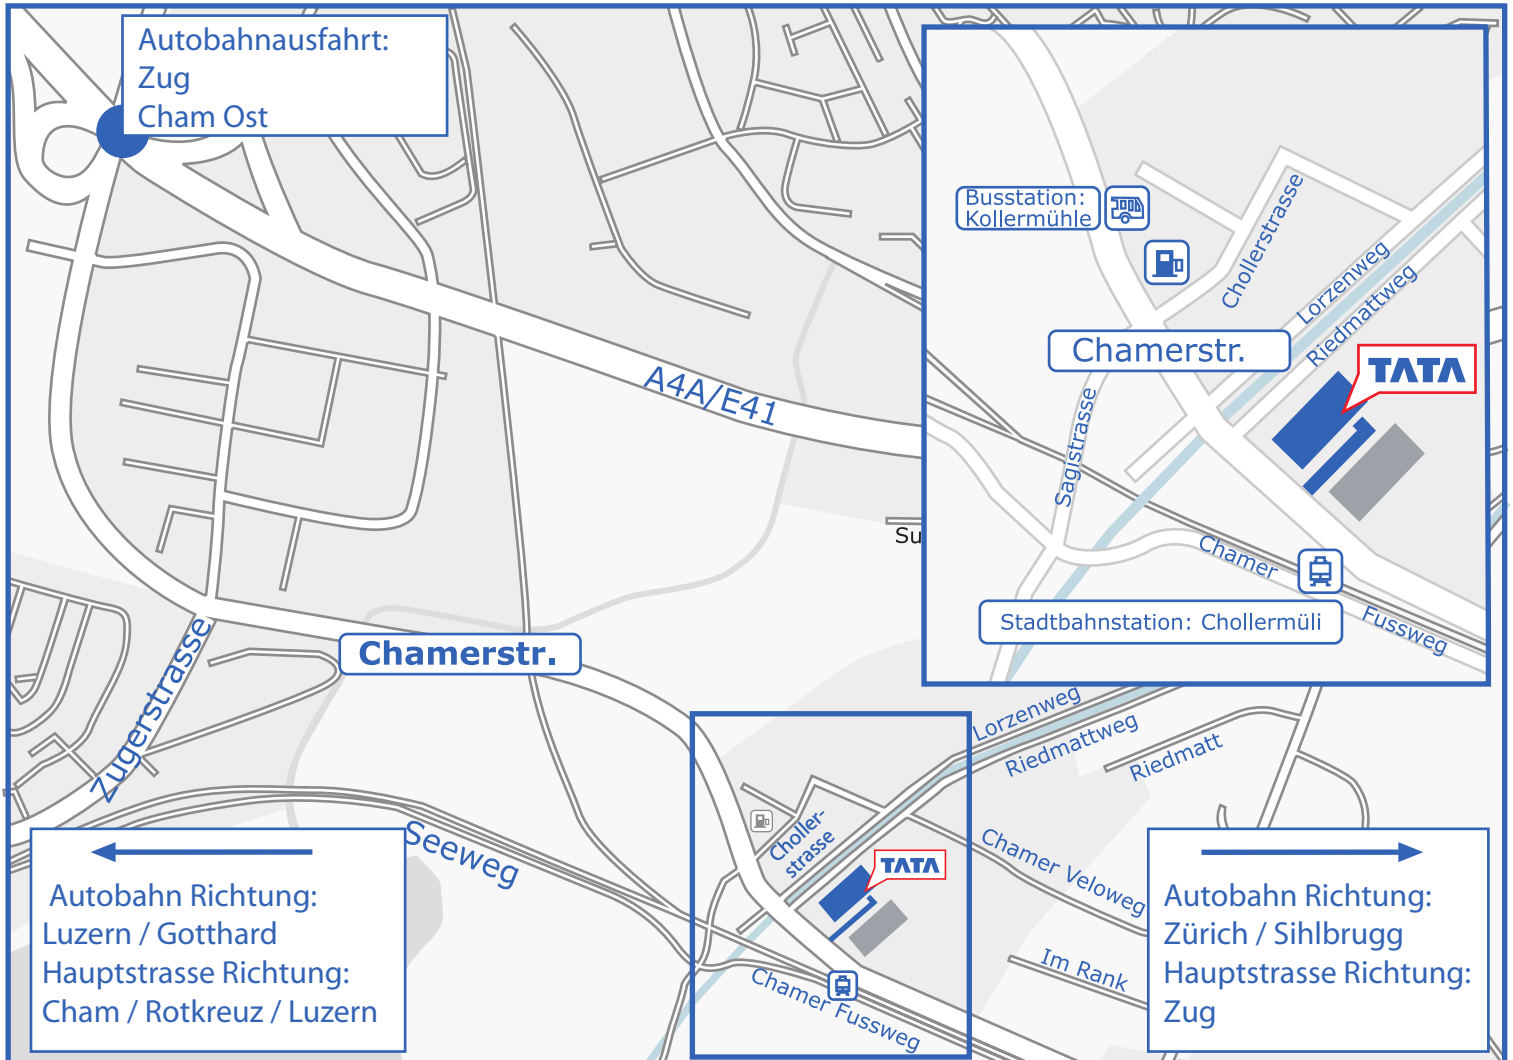 Autobahnausfahrt:
Zug
Cham Ost
Busstation:
Kollermühle
Chollerstrasse
Lorzenweg
Riedmattweg
Chamerstr.
TATA
Sagistrasse
Chamer
Fussweg
Stadtbahnstation: Chollermüli
A4A/E41
Su
Chamerstr.
Zugerstrasse
Seeweg
Lorzenweg
Riedmattweg
Riedmatt
Choller-
strasse
TATA
Chamer Veloweg
Im Rank
Chamer Fussweg
Autobahn Richtung:
Luzern / Gotthard
Hauptstrasse Richtung:
Cham / Rotkreuz / Luzern
Autobahn Richtung:
Zürich / Sihlbrugg
Hauptstrasse Richtung:
Zug